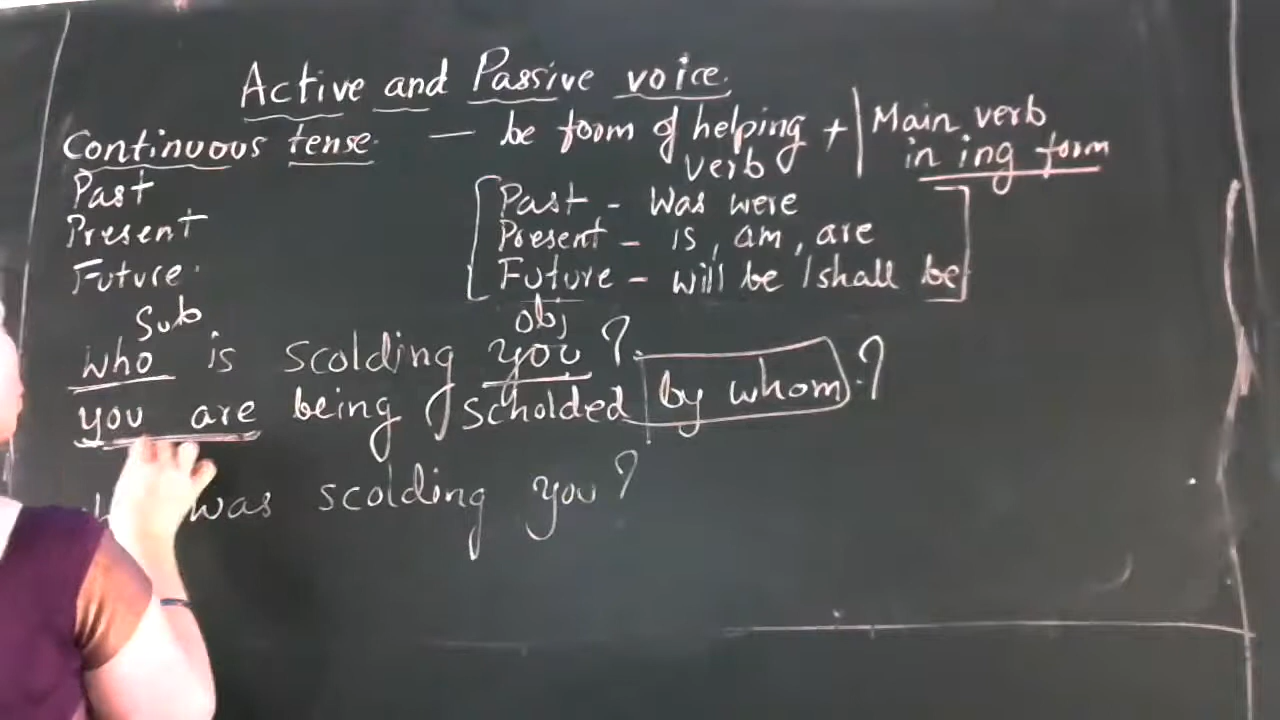 Active and Passive voice.
Continuous tense. — be form of helping verb + | Main verb in ing form
Past
Present
Future.
[Past - was were
Present - is, am, are
Future - will be / shall be]
Sub obj
who is scolding you ?
you are being scholded by whom ?
was scolding you ?